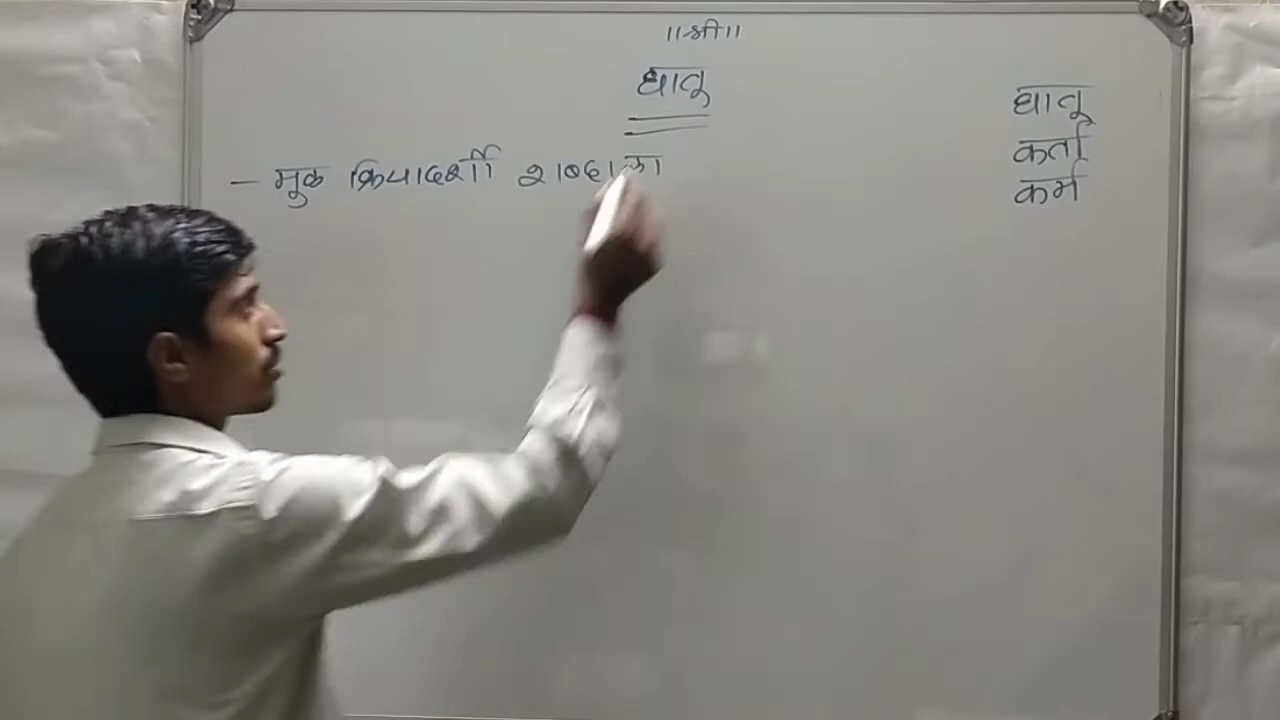 ॥श्री॥
धातू
– मूळ क्रियादर्शी शब्दाला
धातू
कर्ता
कर्म